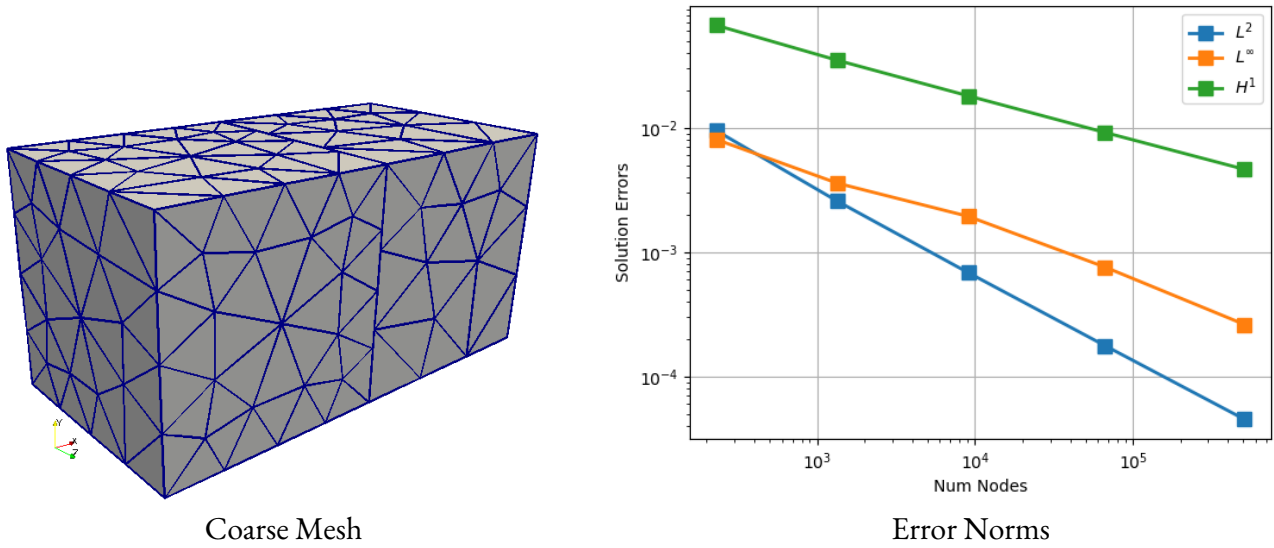 Y
X
Z
Coarse Mesh
L²
L^∞
H¹
Solution Errors
10⁻²
10⁻³
10⁻⁴
10³
10⁴
10⁵
Num Nodes
Error Norms